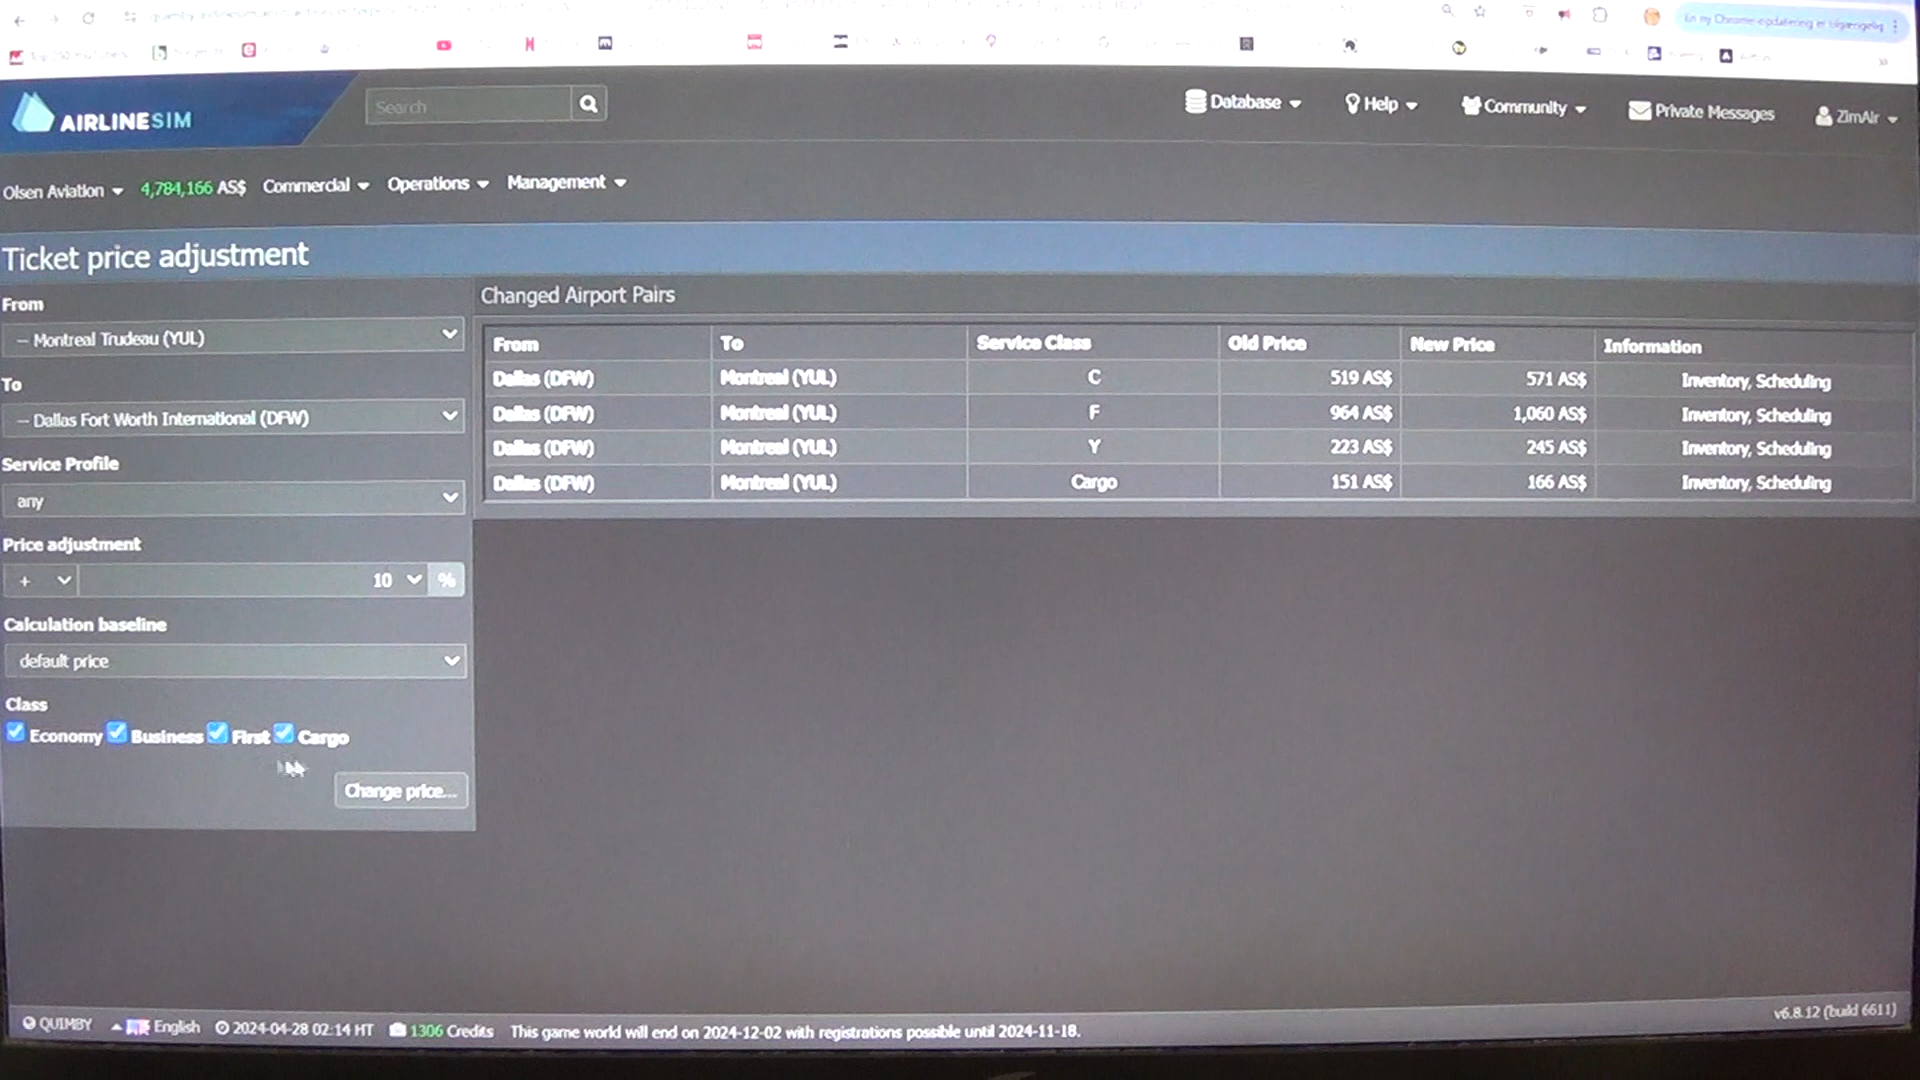 En ny Chrome-opdatering er tilgængelig
AIRLINESIM
Search
Database
Help
Community
Private Messages
ZimAir
Olsen Aviation
4,784,166 AS$
Commercial
Operations
Management
Ticket price adjustment
From
-- Montreal Trudeau (YUL)
To
-- Dallas Fort Worth International (DFW)
Service Profile
any
Price adjustment
+ 10 %
Calculation baseline
default price
Class
Economy Business First Cargo
Change price...
Changed Airport Pairs
From To Service Class Old Price New Price Information
Dallas (DFW) Montreal (YUL) C 519 AS$ 571 AS$ Inventory, Scheduling
Dallas (DFW) Montreal (YUL) F 964 AS$ 1,060 AS$ Inventory, Scheduling
Dallas (DFW) Montreal (YUL) Y 223 AS$ 245 AS$ Inventory, Scheduling
Dallas (DFW) Montreal (YUL) Cargo 151 AS$ 166 AS$ Inventory, Scheduling
QUIMBY English 2024-04-28 02:14 HT 1306 Credits This game world will end on 2024-12-02 with registrations possible until 2024-11-18.
v6.8.12 (build 6611)